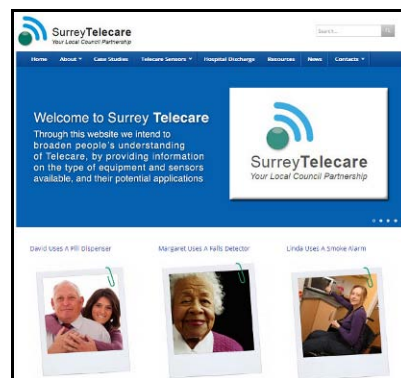 SurreyTelecare
Your Local Council Partnership
Search...
Home About Case Studies Telecare Sensors Hospital Discharge Resources News Contacts
Welcome to Surrey Telecare
Through this website we intend to
broaden people's understanding
of Telecare, by providing information
on the type of equipment and sensors
available, and their potential applications
SurreyTelecare
Your Local Council Partnership
David Uses A Pill Dispenser
Margaret Uses A Falls Detector
Linda Uses A Smoke Alarm